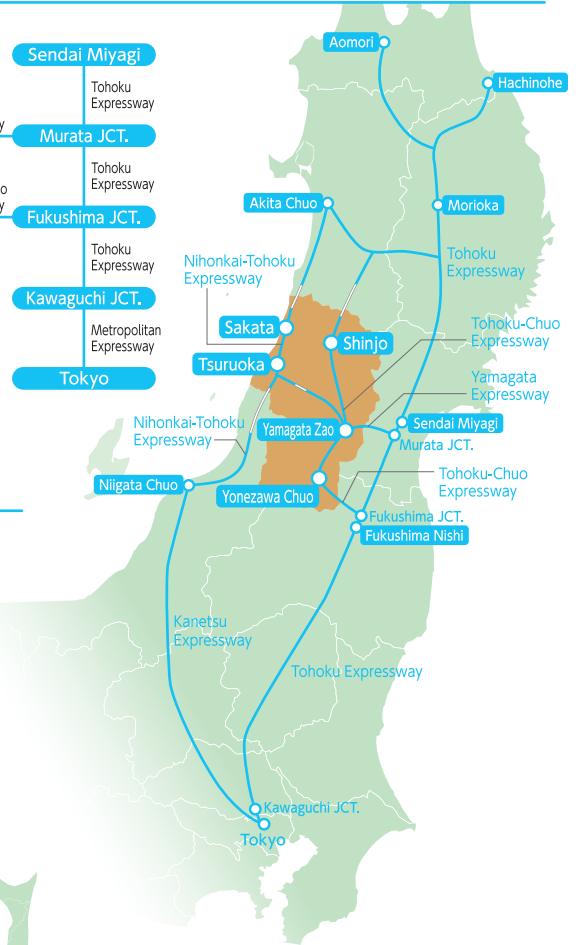 Sendai Miyagi
Tohoku
Expressway
y
Murata JCT.
Tohoku
Expressway
o
y
Fukushima JCT.
Tohoku
Expressway
Kawaguchi JCT.
Metropolitan
Expressway
Tokyo
Aomori
Hachinohe
Akita Chuo
Morioka
Nihonkai-Tohoku
Expressway
Tohoku
Expressway
Sakata
Shinjo
Tohoku-Chuo
Expressway
Tsuruoka
Yamagata
Expressway
Nihonkai-Tohoku
Expressway
Yamagata Zao
Sendai Miyagi
Murata JCT.
Niigata Chuo
Yonezawa Chuo
Tohoku-Chuo
Expressway
Fukushima JCT.
Fukushima Nishi
Kanetsu
Expressway
Tohoku Expressway
Kawaguchi JCT.
Tokyo